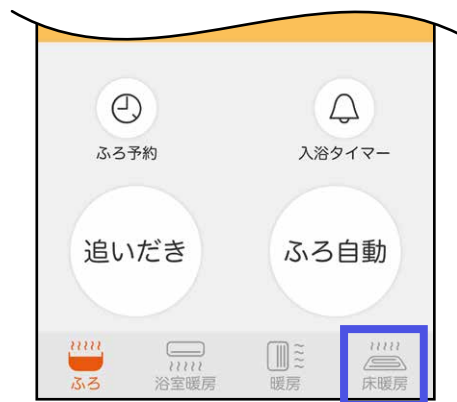 ふろ予約
入浴タイマー
追いだき
ふろ自動
ふろ
浴室暖房
暖房
床暖房